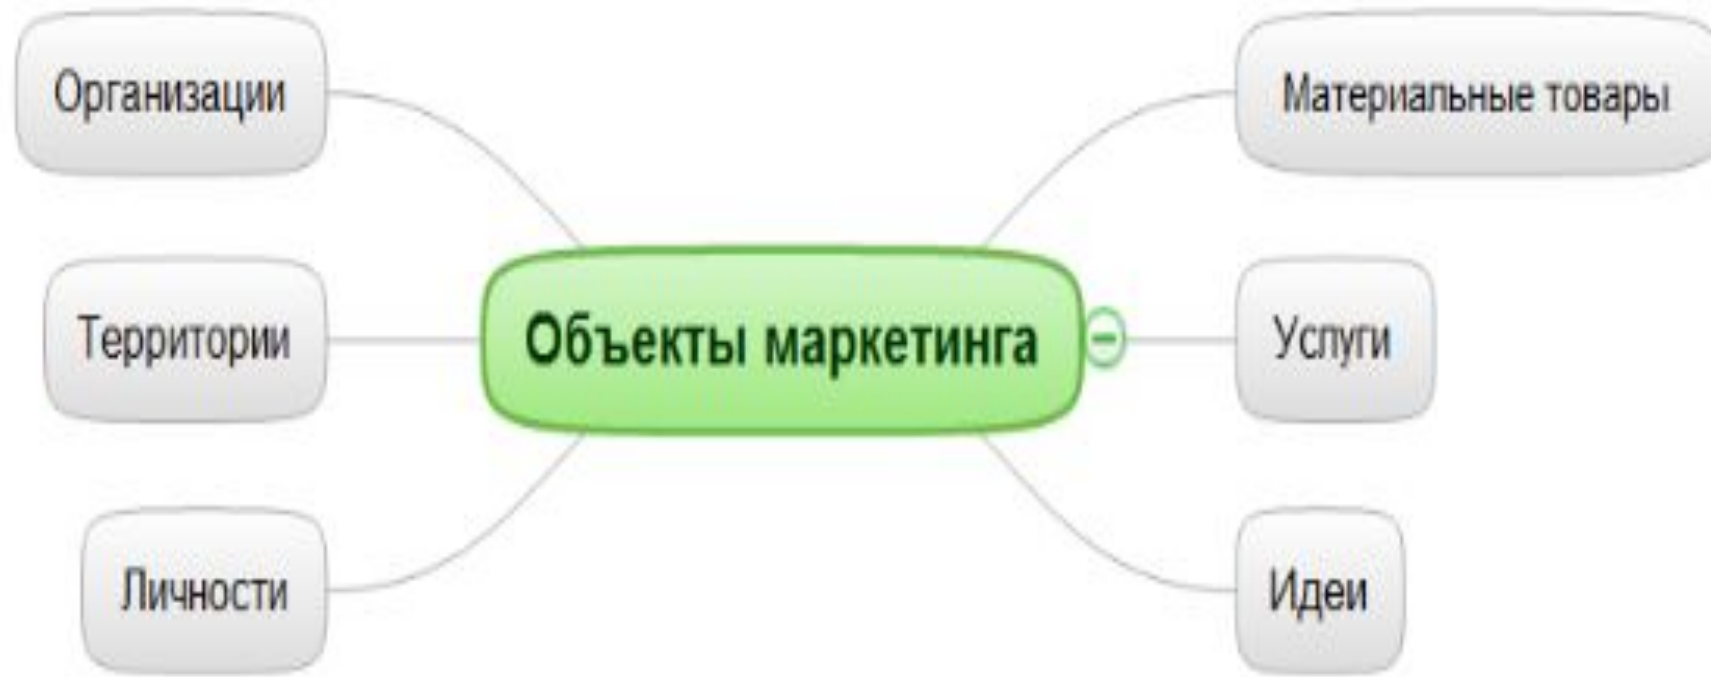 Организации
Материальные товары
Территории
Объекты маркетинга
Услуги
Личности
Идеи